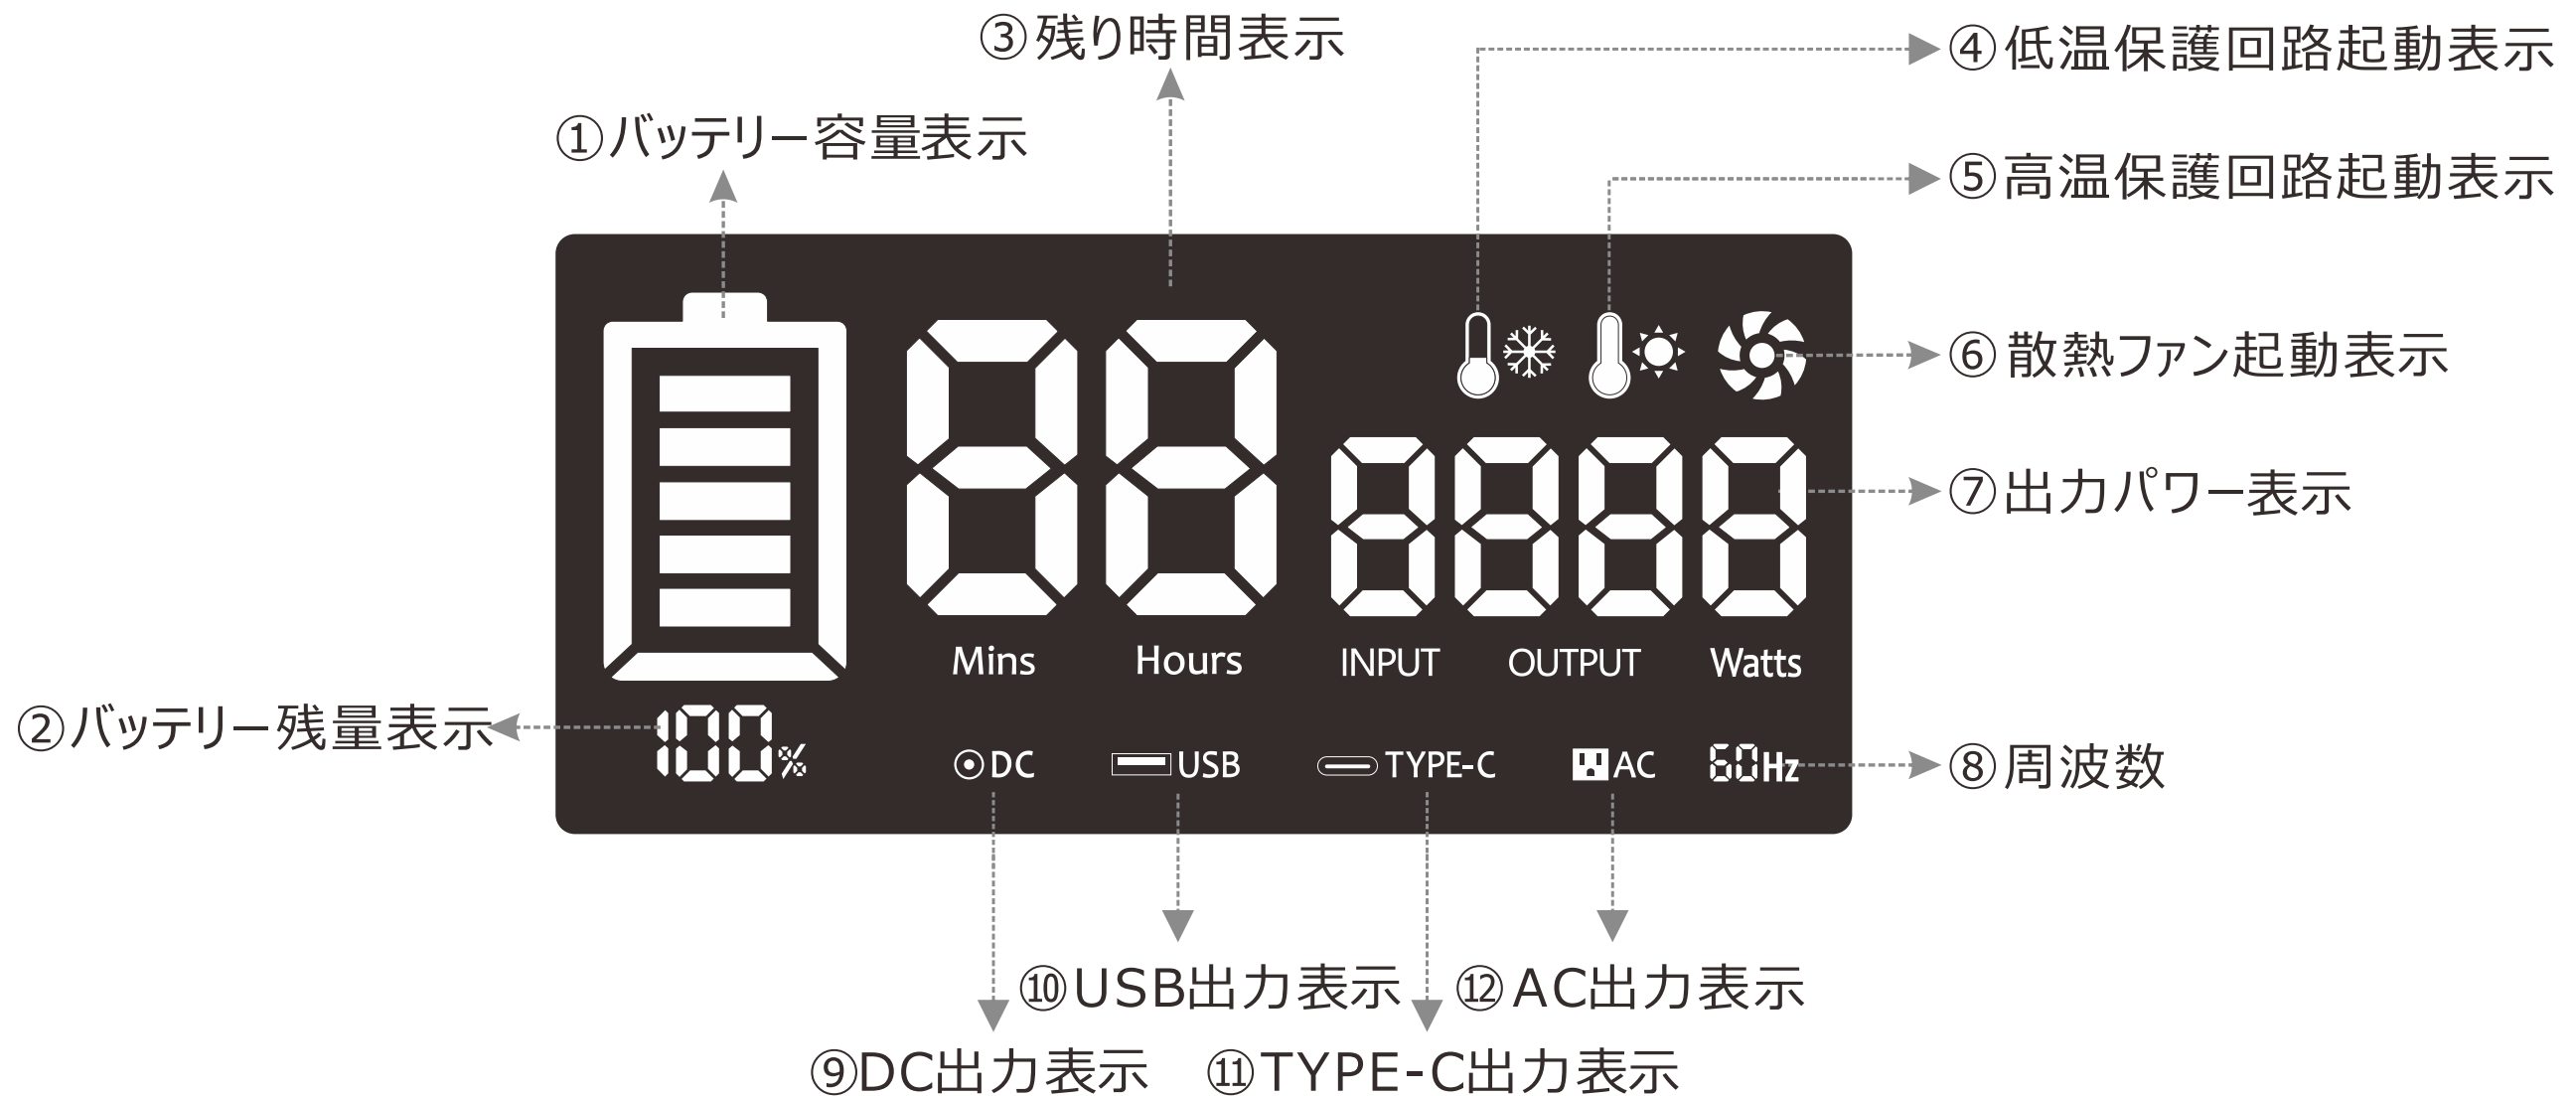 ③残り時間表示
④低温保護回路起動表示
①バッテリー容量表示
⑤高温保護回路起動表示
⑥散熱ファン起動表示
88
8888
⑦出力パワー表示
Mins Hours INPUT OUTPUT Watts
②バッテリー残量表示
100%
DC USB TYPE-C AC 60Hz
⑧周波数
⑩USB出力表示
⑫AC出力表示
⑨DC出力表示
⑪TYPE-C出力表示